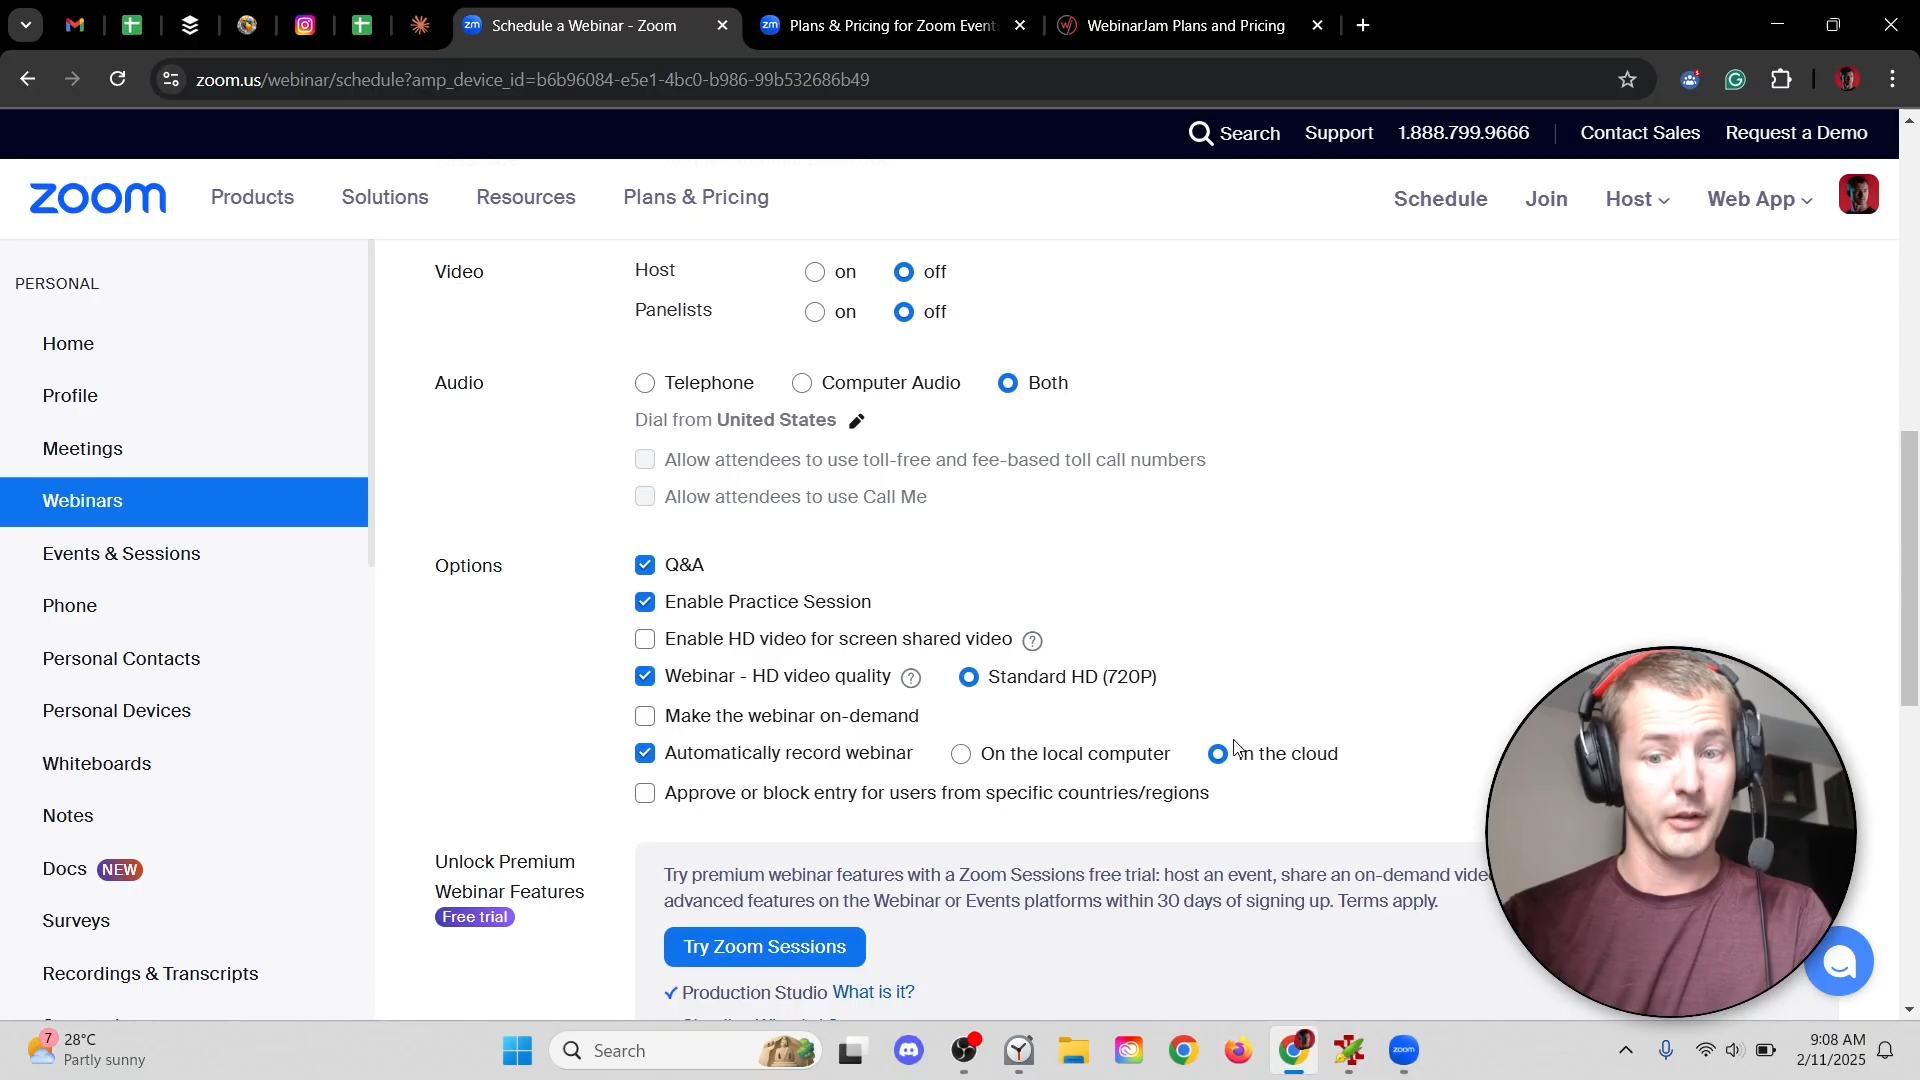 Schedule a Webinar - Zoom
Plans & Pricing for Zoom Event
WebinarJam Plans and Pricing
zoom.us/webinar/schedule?amp_device_id=b6b96084-e5e1-4bc0-b986-99b532686b49
Search Support 1.888.799.9666 Contact Sales Request a Demo
zoom Products Solutions Resources Plans & Pricing Schedule Join Host Web App
PERSONAL
Home
Profile
Meetings
Webinars
Events & Sessions
Phone
Personal Contacts
Personal Devices
Whiteboards
Notes
Docs NEW
Surveys
Recordings & Transcripts
Video Host on off
Panelists on off
Audio Telephone Computer Audio Both
Dial from United States
Allow attendees to use toll-free and fee-based toll call numbers
Allow attendees to use Call Me
Options Q&A
Enable Practice Session
Enable HD video for screen shared video ?
Webinar - HD video quality ? Standard HD (720P)
Make the webinar on-demand
Automatically record webinar On the local computer In the cloud
Approve or block entry for users from specific countries/regions
Unlock Premium
Webinar Features
Free trial
Try premium webinar features with a Zoom Sessions free trial: host an event, share an on-demand vide
advanced features on the Webinar or Events platforms within 30 days of signing up. Terms apply.
Try Zoom Sessions
Production Studio What is it?
7 28°C
Partly sunny
Search
zoom
9:08 AM
2/11/2025